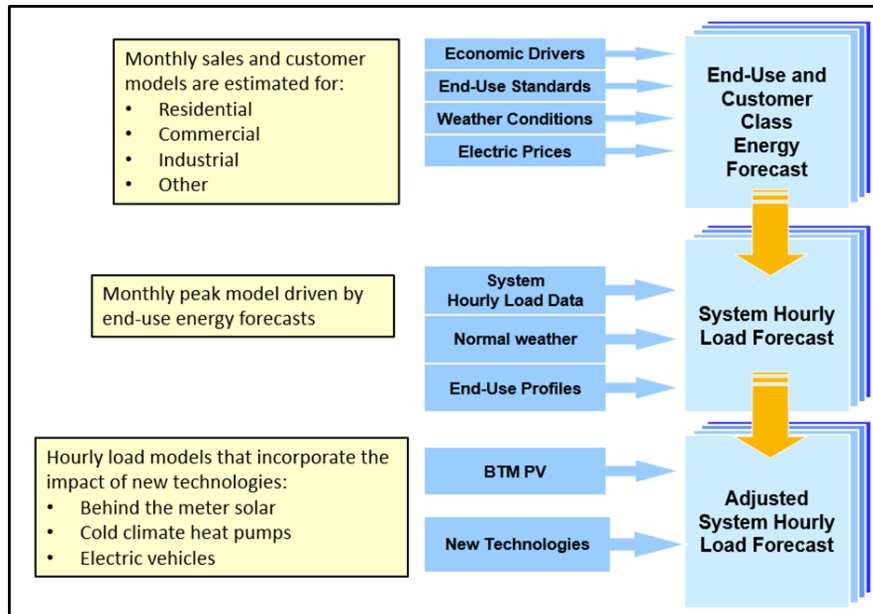 Monthly sales and customer
models are estimated for:
• Residential
• Commercial
• Industrial
• Other
Economic Drivers
End-Use Standards
Weather Conditions
Electric Prices
End-Use and
Customer
Class
Energy
Forecast
Monthly peak model driven by
end-use energy forecasts
System
Hourly Load Data
Normal weather
End-Use Profiles
System Hourly
Load Forecast
Hourly load models that incorporate the
impact of new technologies:
• Behind the meter solar
• Cold climate heat pumps
• Electric vehicles
BTM PV
New Technologies
Adjusted
System Hourly
Load Forecast